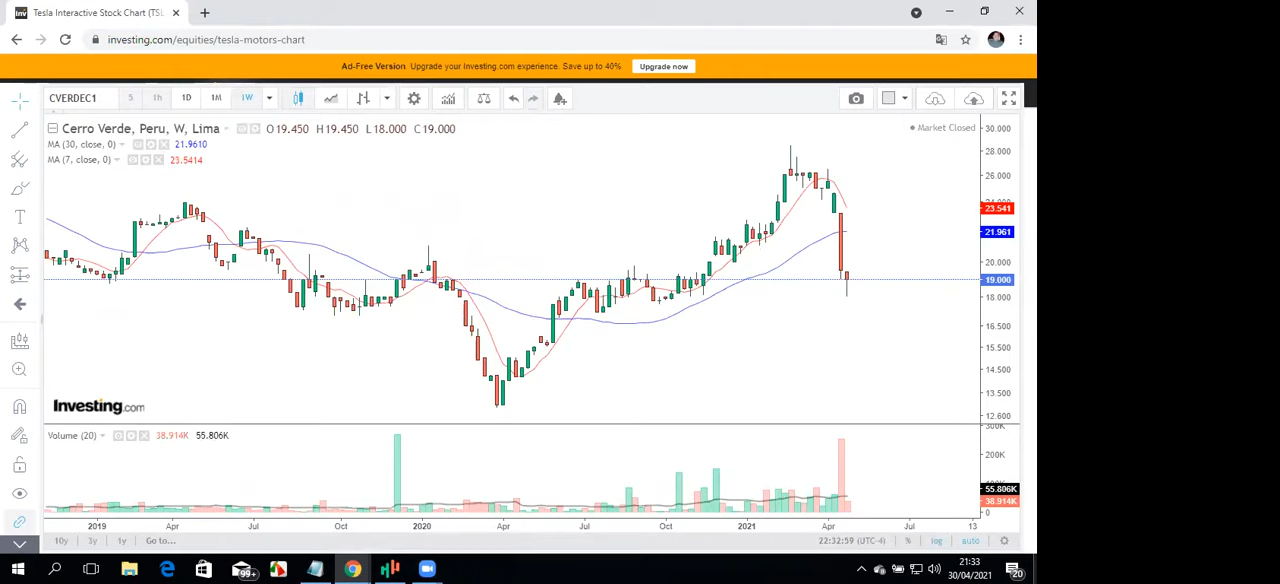 Tesla Interactive Stock Chart (TSL
investing.com/equities/tesla-motors-chart
Ad-Free Version. Upgrade your Investing.com experience. Save up to 40% Upgrade now
CVERDEC1 5 1h 1D 1M 1W
Cerro Verde, Peru, W, Lima O19.450 H19.450 L18.000 C19.000
Market Closed
MA (30, close, 0) 21.9610
MA (7, close, 0) 23.5414
30.000
28.000
26.000
23.541
21.961
20.000
19.000
18.000
16.500
15.500
14.500
13.500
12.600
Investing.com
Volume (20) 38.914K 55.806K
300K
200K
55.806K
38.914K
0
2019 Apr Jul Oct 2020 Apr Jul Oct 2021 Apr Jul 13
10y 3y 1y Go to... 22:32:59 (UTC-4) % log auto
99+
21:33
30/04/2021
20